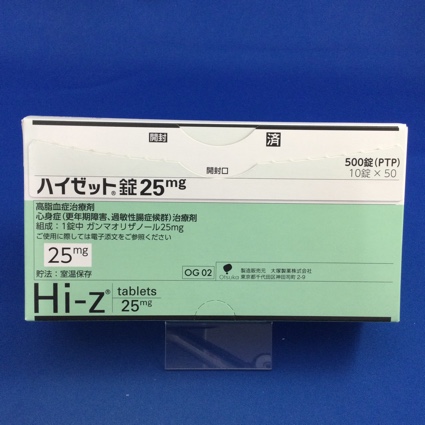 開封 済
開封口
500錠(PTP)
10錠×50
ハイゼット®錠25mg
高脂血症治療剤
心身症(更年期障害、過敏性腸症候群)治療剤
組成:1錠中 ガンマオリザノール25mg
ご使用に際しては電子添文をご参照ください
25mg
貯法:室温保存
OG 02
Otsuka
製造販売元 大塚製薬株式会社
東京都千代田区神田司町2-9
Hi-z® tablets
25mg